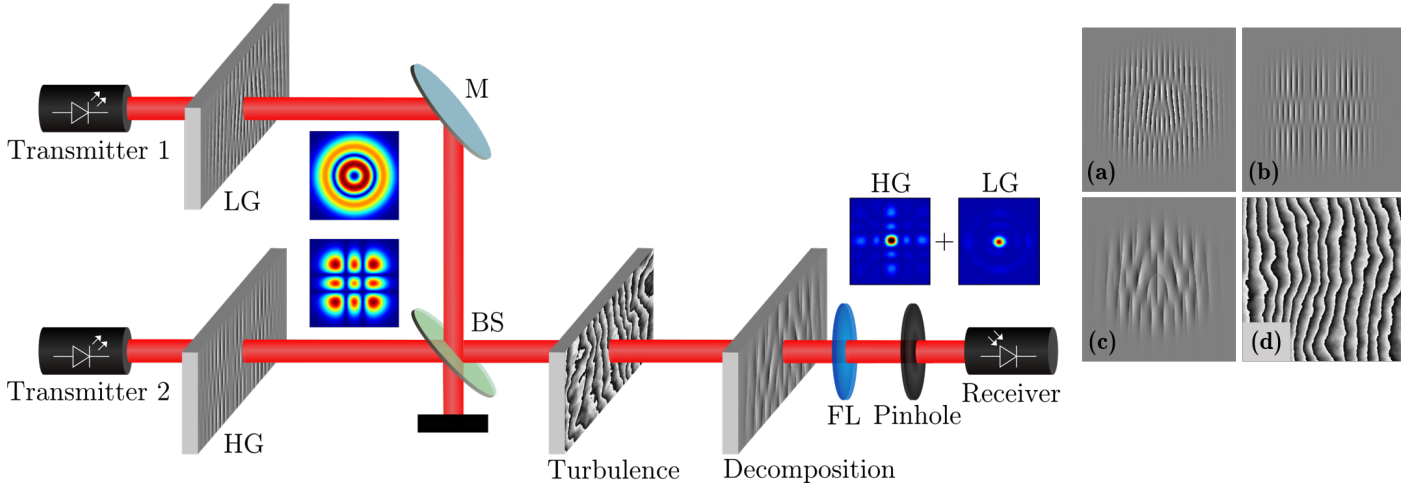 M
Transmitter 1
LG
HG
LG
+
BS
Transmitter 2
HG
Turbulence
Decomposition
FL
Pinhole
Receiver
(a)
(b)
(c)
(d)